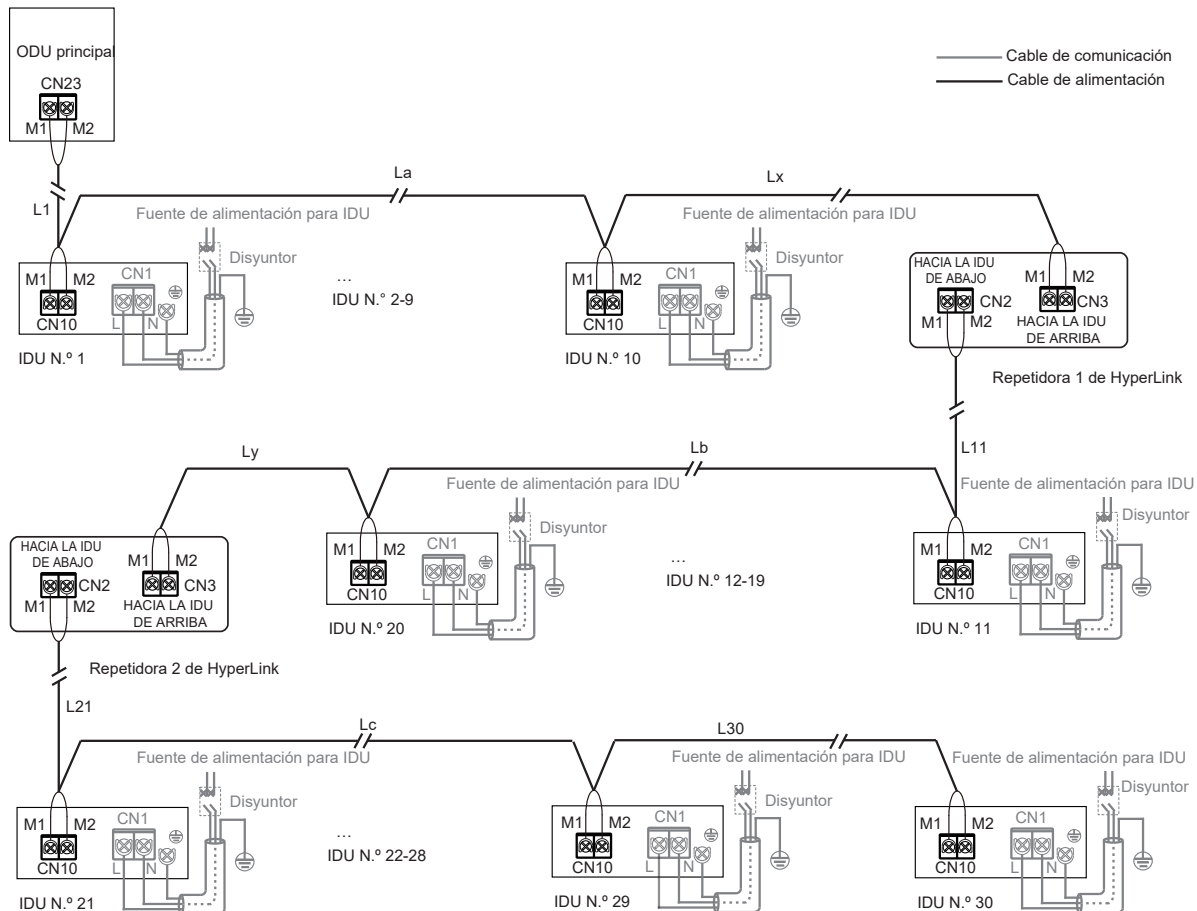 ODU principal
CN23
M1 M2
Cable de comunicación
Cable de alimentación
L1
La
Lx
Fuente de alimentación para IDU
Disyuntor
M1 M2 CN1
L N
CN10
IDU N.º 1
...
IDU N.° 2-9
Fuente de alimentación para IDU
Disyuntor
M1 M2 CN1
L N
CN10
IDU N.º 10
HACIA LA IDU
DE ABAJO
CN2
M1 M2
M1 M2
CN3
HACIA LA IDU
DE ARRIBA
Repetidora 1 de HyperLink
L11
Ly
Lb
HACIA LA IDU
DE ABAJO
CN2
M1 M2
M1 M2
CN3
HACIA LA IDU
DE ARRIBA
Repetidora 2 de HyperLink
Fuente de alimentación para IDU
Disyuntor
M1 M2 CN1
L N
CN10
IDU N.º 20
...
IDU N.º 12-19
Fuente de alimentación para IDU
Disyuntor
M1 M2 CN1
L N
CN10
IDU N.º 11
L21
Lc
L30
Fuente de alimentación para IDU
Disyuntor
M1 M2 CN1
L N
CN10
IDU N.º 21
...
IDU N.º 22-28
Fuente de alimentación para IDU
Disyuntor
M1 M2 CN1
L N
CN10
IDU N.º 29
Fuente de alimentación para IDU
Disyuntor
M1 M2 CN1
L N
CN10
IDU N.º 30